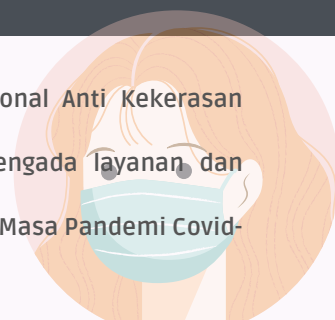 onal Anti Kekerasan
engada layanan dan
Masa Pandemi Covid-